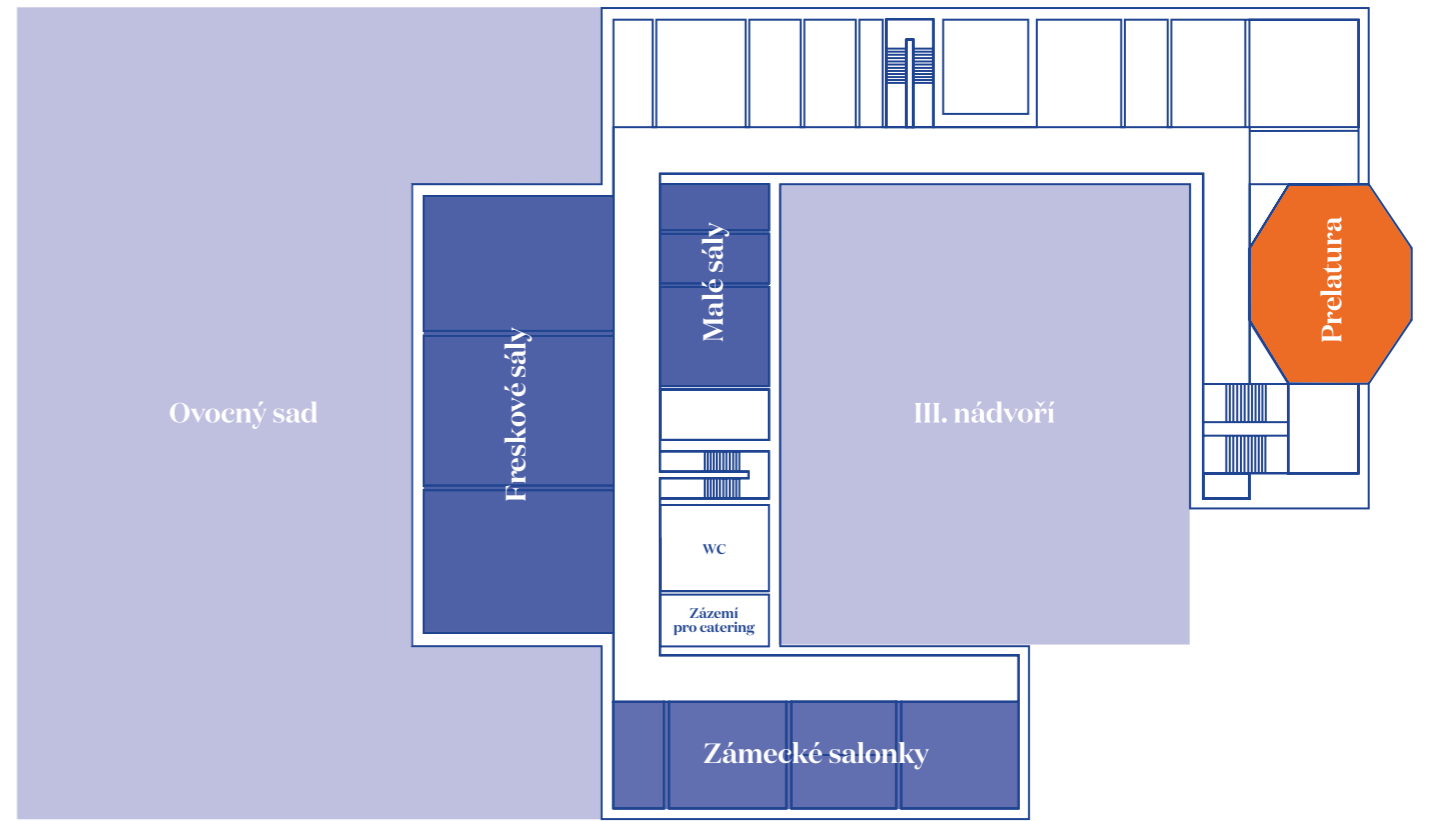 Ovocný sad
Freskové sály
Malé sály
III. nádvoří
Prelatura
WC
Zázemí
pro catering
Zámecké salonky